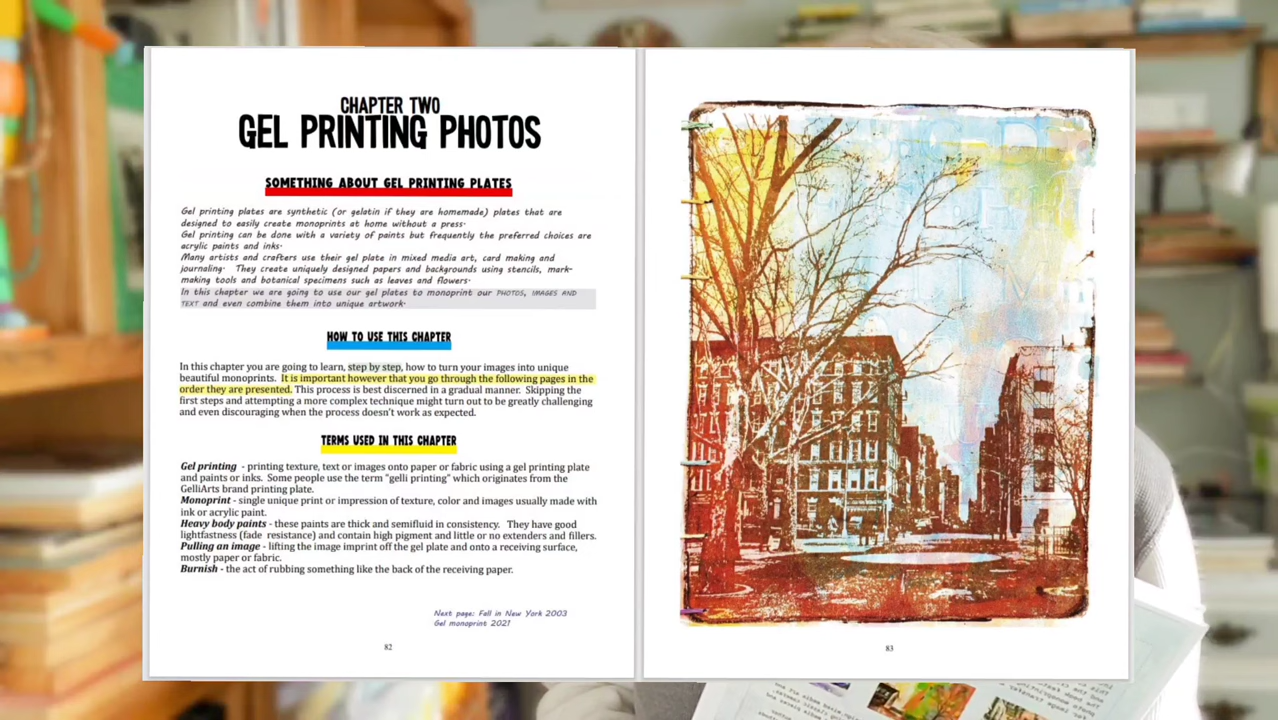 CHAPTER TWO
GEL PRINTING PHOTOS
SOMETHING ABOUT GEL PRINTING PLATES
Gel printing plates are synthetic (or gelatin if they are homemade) plates that are
designed to easily create monoprints at home without a press.
Gel printing can be done with a variety of paints but frequently the preferred choices are
acrylic paints and inks.
Many artists and crafters use their gel plate in mixed media art, card making and
journaling. They create uniquely designed papers and backgrounds using stencils, mark-
making tools and botanical specimens such as leaves and flowers.
In this chapter we are going to use our gel plates to monoprint our PHOTOS, IMAGES AND
TEXT and even combine them into unique artwork.
HOW TO USE THIS CHAPTER
In this chapter you are going to learn, step by step, how to turn your images into unique
beautiful monoprints. It is important however that you go through the following pages in the
order they are presented. This process is best discerned in a gradual manner. Skipping the
first steps and attempting a more complex technique might turn out to be greatly challenging
and even discouraging when the process doesn't work as expected.
TERMS USED IN THIS CHAPTER
Gel printing - printing texture, text or images onto paper or fabric using a gel printing plate
and paints or inks. Some people use the term "gelli printing" which originates from the
GelliArts brand printing plate.
Monoprint - single unique print or impression of texture, color and images usually made with
ink or acrylic paint.
Heavy body paints - these paints are thick and semifluid in consistency. They have good
lightfastness (fade resistance) and contain high pigment and little or no extenders and fillers.
Pulling an image - lifting the image imprint off the gel plate and onto a receiving surface,
mostly paper or fabric.
Burnish - the act of rubbing something like the back of the receiving paper.
Next page: Fall in New York 2003
Gel monoprint 2021
82
83